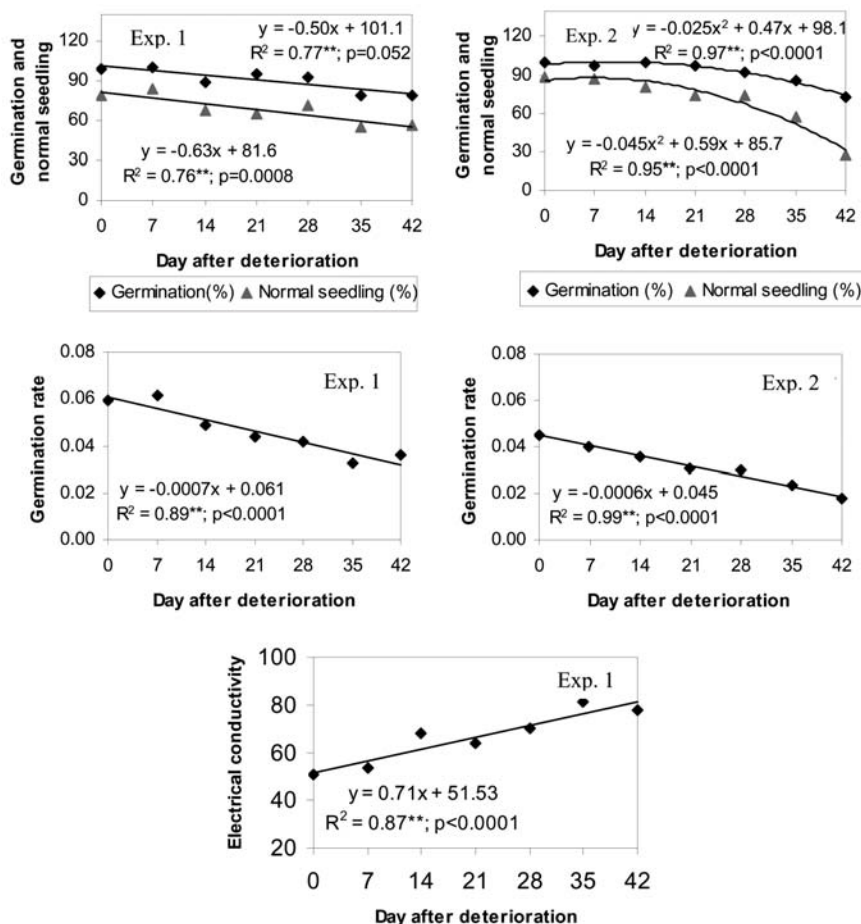 Exp. 1
y = -0.50x + 101.1
R² = 0.77**; p=0.052
y = -0.63x + 81.6
R² = 0.76**; p=0.0008
Germination and
normal seedling
120
90
60
30
0
0 7 14 21 28 35 42
Day after deterioration
Germination(%) Normal seedling (%)
Exp. 2
y = -0.025x² + 0.47x + 98.1
R² = 0.97**; p<0.0001
y = -0.045x² + 0.59x + 85.7
R² = 0.95**; p<0.0001
Germination and
normal seedling
120
90
60
30
0
0 7 14 21 28 35 42
Day after deterioration
Germination (%) Normal seedling (%)
Exp. 1
y = -0.0007x + 0.061
R² = 0.89**; p<0.0001
Germination rate
0.08
0.06
0.04
0.02
0.00
0 7 14 21 28 35 42
Day after deterioration
Exp. 2
y = -0.0006x + 0.045
R² = 0.99**; p<0.0001
Germination rate
0.08
0.06
0.04
0.02
0.00
0 7 14 21 28 35 42
Day after deterioration
Exp. 1
y = 0.71x + 51.53
R² = 0.87**; p<0.0001
Electrical conductivity
100
80
60
40
20
0 7 14 21 28 35 42
Day after deterioration